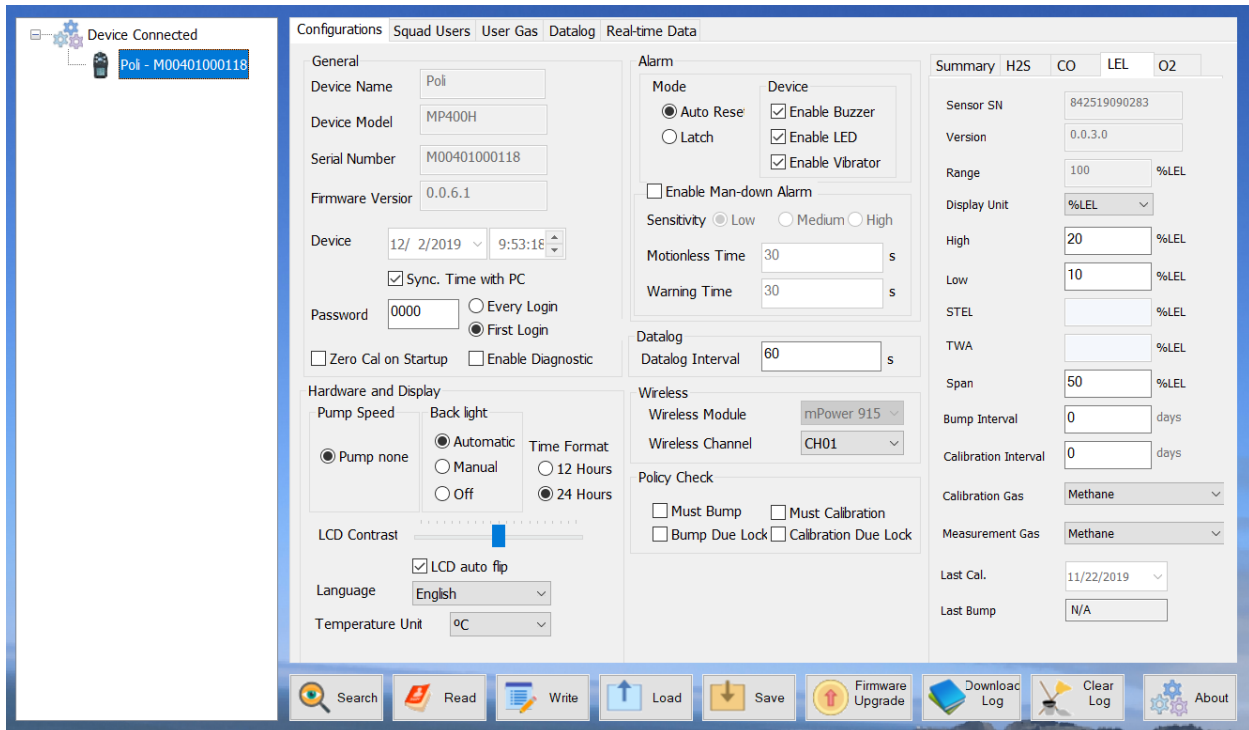 Device Connected
Poli - M00401000118
Configurations Squad Users User Gas Datalog Real-time Data
General
Device Name Poli
Device Model MP400H
Serial Number M00401000118
Firmware Versior 0.0.6.1
Device 12/ 2/2019 9:53:18
Sync. Time with PC
Password 0000 Every Login
First Login
Zero Cal on Startup Enable Diagnostic
Hardware and Display
Pump Speed
Pump none
Back light
Automatic
Manual
Off
Time Format
12 Hours
24 Hours
LCD Contrast
LCD auto flip
Language English
Temperature Unit ºC
Alarm
Mode
Auto Rese
Latch
Device
Enable Buzzer
Enable LED
Enable Vibrator
Enable Man-down Alarm
Sensitivity Low Medium High
Motionless Time 30 s
Warning Time 30 s
Datalog
Datalog Interval 60 s
Wireless
Wireless Module mPower 915
Wireless Channel CH01
Policy Check
Must Bump Must Calibration
Bump Due Lock Calibration Due Lock
Summary H2S CO LEL O2
Sensor SN 842519090283
Version 0.0.3.0
Range 100 %LEL
Display Unit %LEL
High 20 %LEL
Low 10 %LEL
STEL %LEL
TWA %LEL
Span 50 %LEL
Bump Interval 0 days
Calibration Interval 0 days
Calibration Gas Methane
Measurement Gas Methane
Last Cal. 11/22/2019
Last Bump N/A
Search
Read
Write
Load
Save
Firmware
Upgrade
Downloac
Log
Clear
Log
About